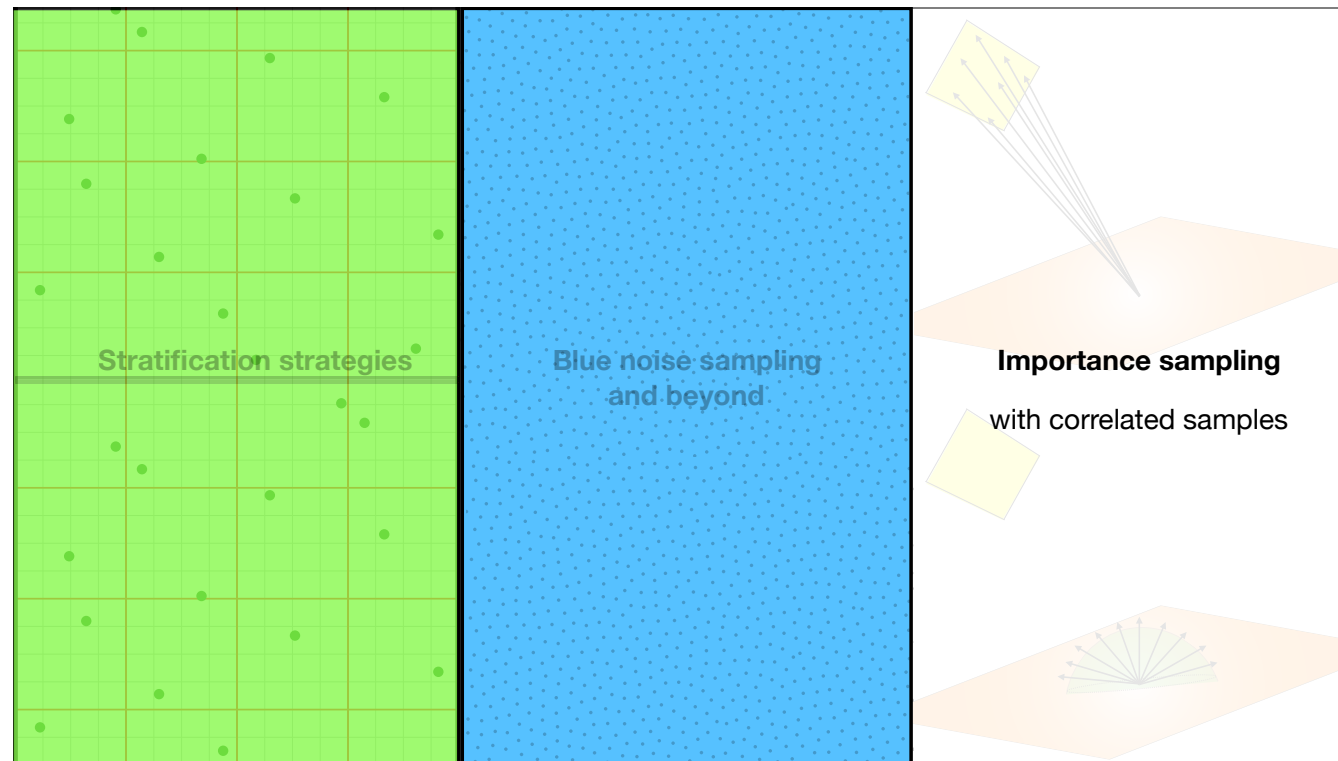 Stratification strategies
Blue noise sampling
and beyond
Importance sampling
with correlated samples